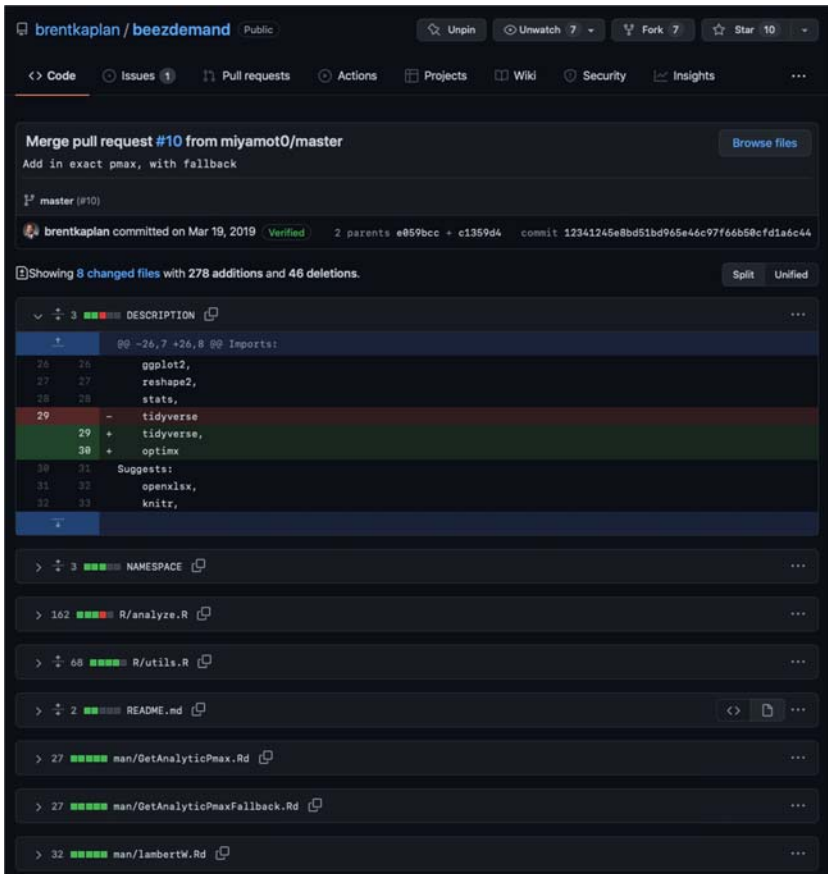 brentkaplan / beezdemand Public Unpin Unwatch 7 Fork 7 Star 10
<> Code Issues 1 Pull requests Actions Projects Wiki Security Insights ...
Merge pull request #10 from miyamot0/master Browse files
Add in exact pmax, with fallback
master (#10)
brentkaplan committed on Mar 19, 2019 Verified 2 parents e059bcc + c1359d4 commit 12341245e8bd51bd965e46c97f66b50cfd1a6c44
Showing 8 changed files with 278 additions and 46 deletions. Split Unified
3 DESCRIPTION ...
@@ -26,7 +26,8 @@ Imports:
26 26 ggplot2,
27 27 reshape2,
28 28 stats,
29 - tidyverse
29 + tidyverse,
30 + optimx
30 31 Suggests:
31 32 openxlsx,
32 33 knitr,
3 NAMESPACE ...
162 R/analyze.R ...
68 R/utils.R ...
2 README.md <> ...
27 man/GetAnalyticPmax.Rd ...
27 man/GetAnalyticPmaxFallback.Rd ...
32 man/lambertW.Rd ...